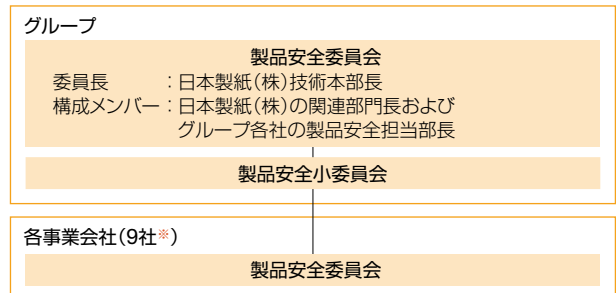 グループ
製品安全委員会
委員長　　　：日本製紙(株)技術本部長
構成メンバー：日本製紙(株)の関連部門長および
グループ各社の製品安全担当部長
製品安全小委員会
各事業会社(9社※)
製品安全委員会